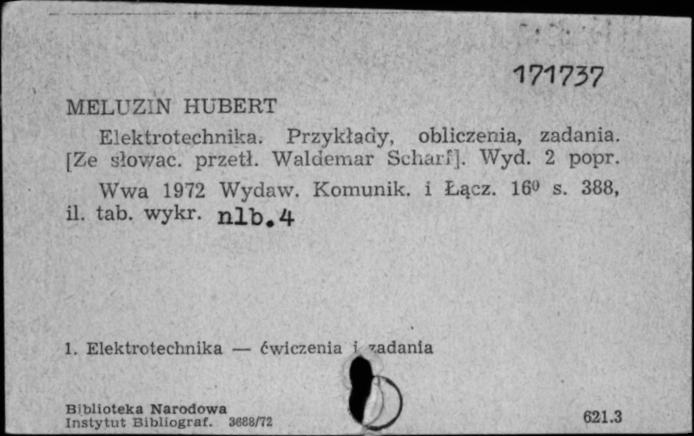 171737
MELUZIN HUBERT
Elektrotechnika. Przykłady, obliczenia, zadania.
[Ze słowac. przetł. Waldemar Scharf]. Wyd. 2 popr.
Wwa 1972 Wydaw. Komunik. i Łącz. 16⁰ s. 388,
il. tab. wykr. nlb.4
1. Elektrotechnika — ćwiczenia i zadania
Biblioteka Narodowa
Instytut Bibliograf. 3688/72
621.3